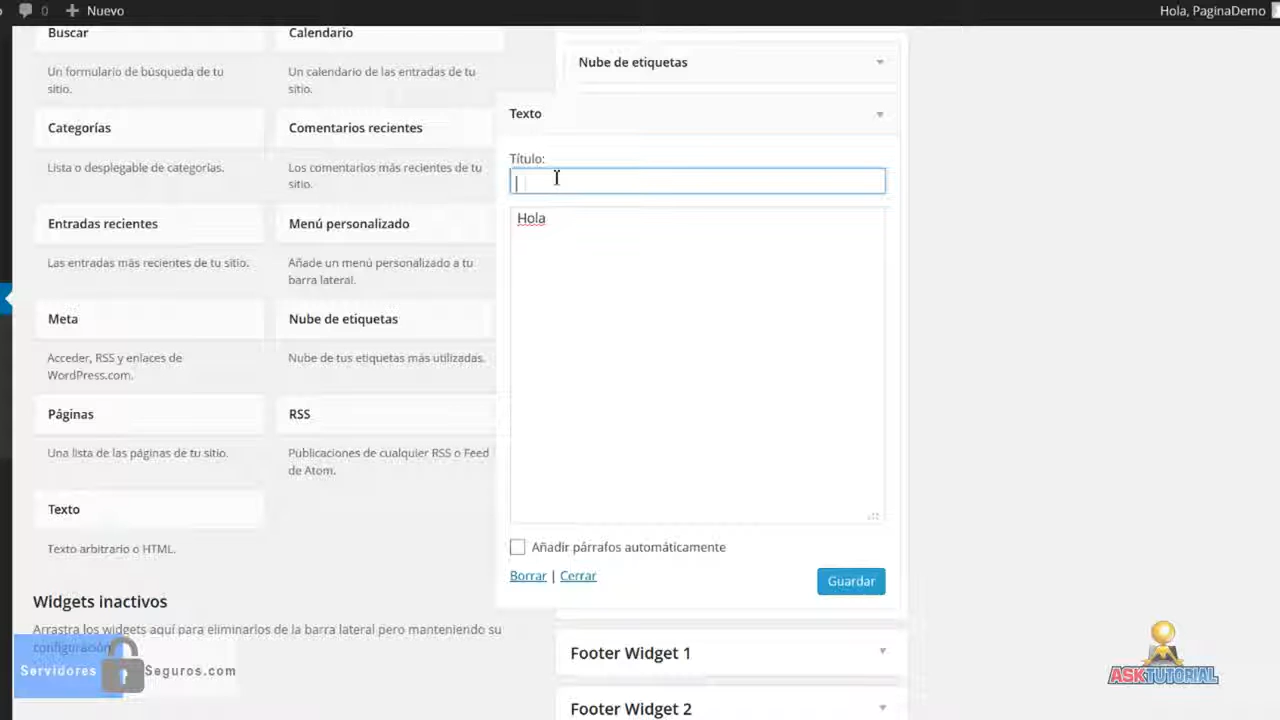 0 Nuevo
Hola, PaginaDemo
Buscar
Un formulario de búsqueda de tu
sitio.
Calendario
Un calendario de las entradas de tu
sitio.
Categorías
Lista o desplegable de categorías.
Comentarios recientes
Los comentarios más recientes de tu
sitio.
Entradas recientes
Las entradas más recientes de tu sitio.
Menú personalizado
Añade un menú personalizado a tu
barra lateral.
Meta
Acceder, RSS y enlaces de
WordPress.com.
Nube de etiquetas
Nube de tus etiquetas más utilizadas.
Páginas
Una lista de las páginas de tu sitio.
RSS
Publicaciones de cualquier RSS o Feed
de Atom.
Texto
Texto arbitrario o HTML.
Widgets inactivos
Arrastra los widgets aquí para eliminarlos de la barra lateral pero manteniendo su
configuración.
Nube de etiquetas
Texto
Título:
Hola
Añadir párrafos automáticamente
Borrar | Cerrar
Guardar
Footer Widget 1
Footer Widget 2
Servidores Seguros.com
ASKTUTORIAL